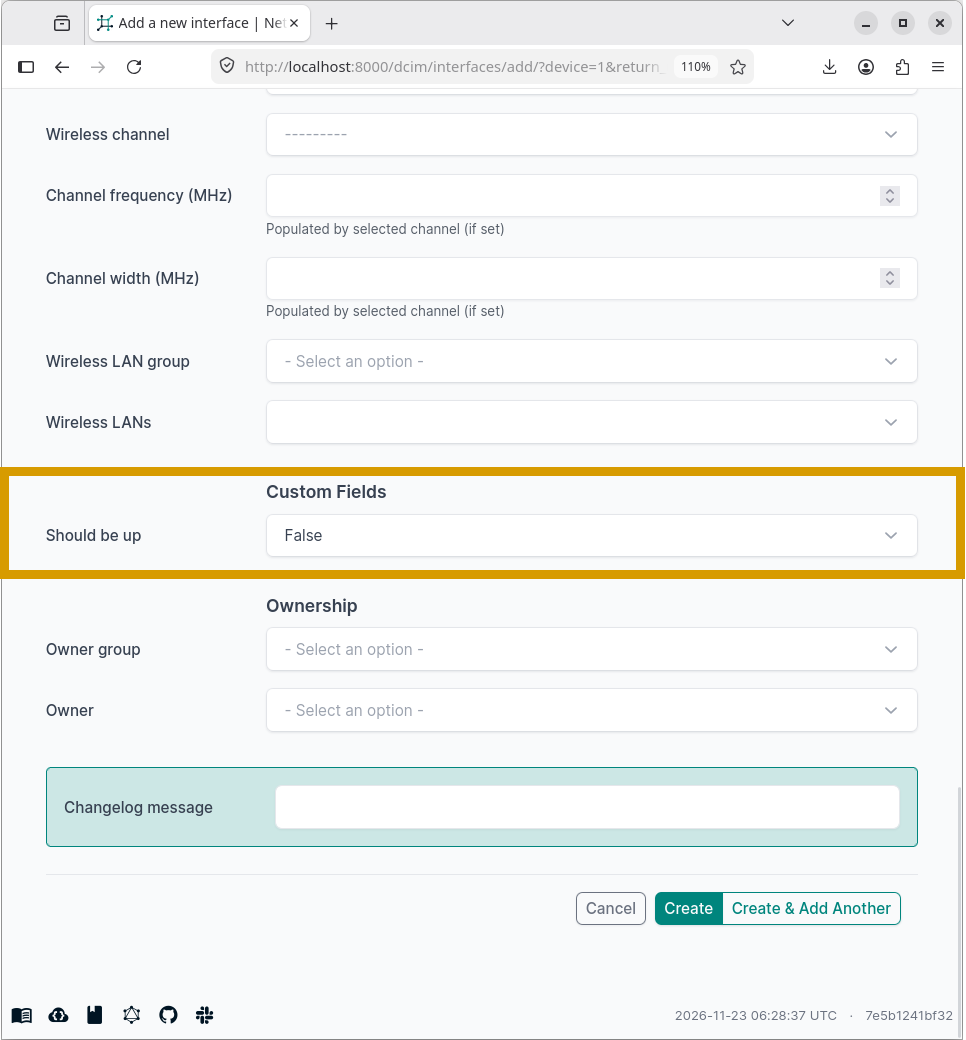 Add a new interface | Net
http://localhost:8000/dcim/interfaces/add/?device=1&return_
110%
Wireless channel
---------
Channel frequency (MHz)
Populated by selected channel (if set)
Channel width (MHz)
Populated by selected channel (if set)
Wireless LAN group
- Select an option -
Wireless LANs
Custom Fields
Should be up
False
Ownership
Owner group
- Select an option -
Owner
- Select an option -
Changelog message
Cancel
Create
Create & Add Another
2026-11-23 06:28:37 UTC · 7e5b1241bf32